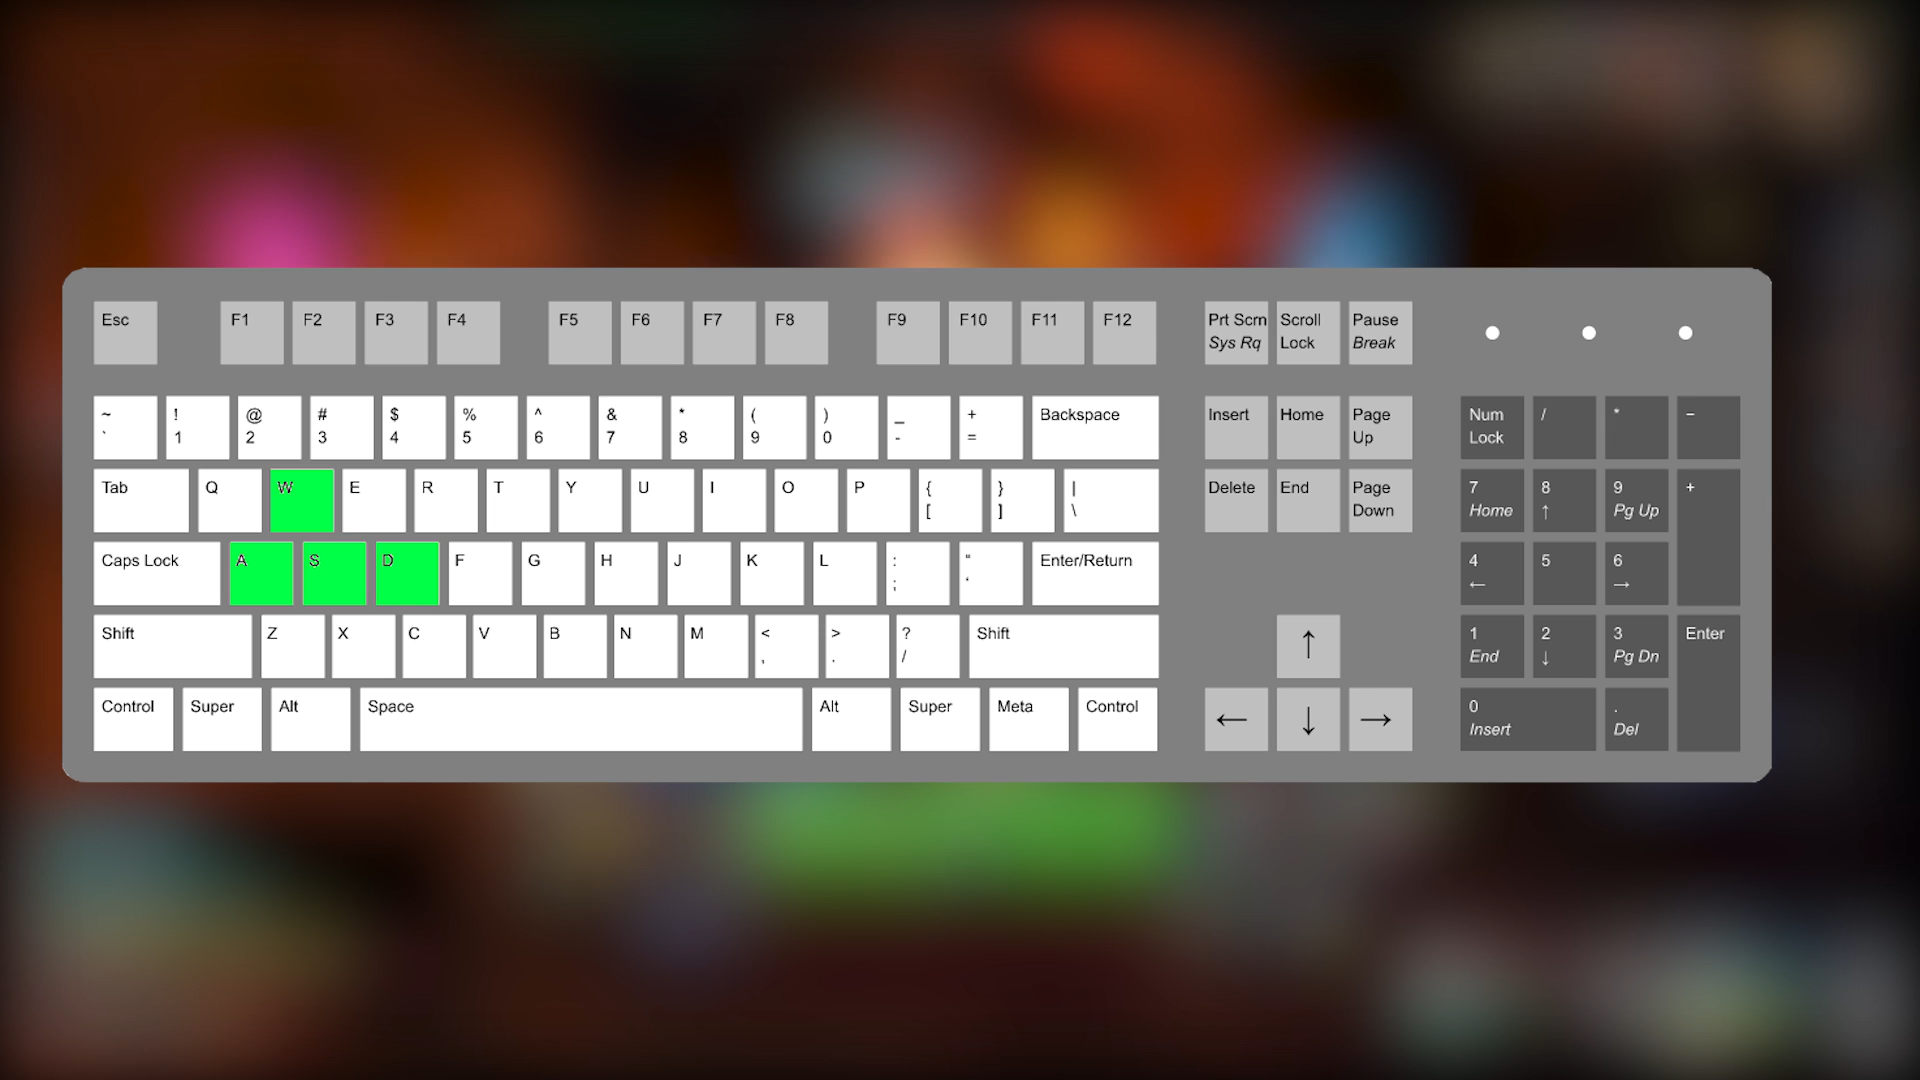 Esc F1 F2 F3 F4 F5 F6 F7 F8 F9 F10 F11 F12 Prt Scrn Scroll Pause
Sys Rq Lock Break
~ ! @ # $ % ^ & * ( ) _ + Backspace Insert Home Page Num / * −
` 1 2 3 4 5 6 7 8 9 0 - = Up Lock
Tab Q W E R T Y U I O P { } | Delete End Page 7 8 9 +
[ ] \ Down Home ↑ Pg Up
Caps Lock A S D F G H J K L : " Enter/Return 4 5 6
; ' ← →
Shift Z X C V B N M < > ? Shift ↑ 1 2 3 Enter
, . / End ↓ Pg Dn
Control Super Alt Space Alt Super Meta Control ← ↓ → 0 .
Insert Del